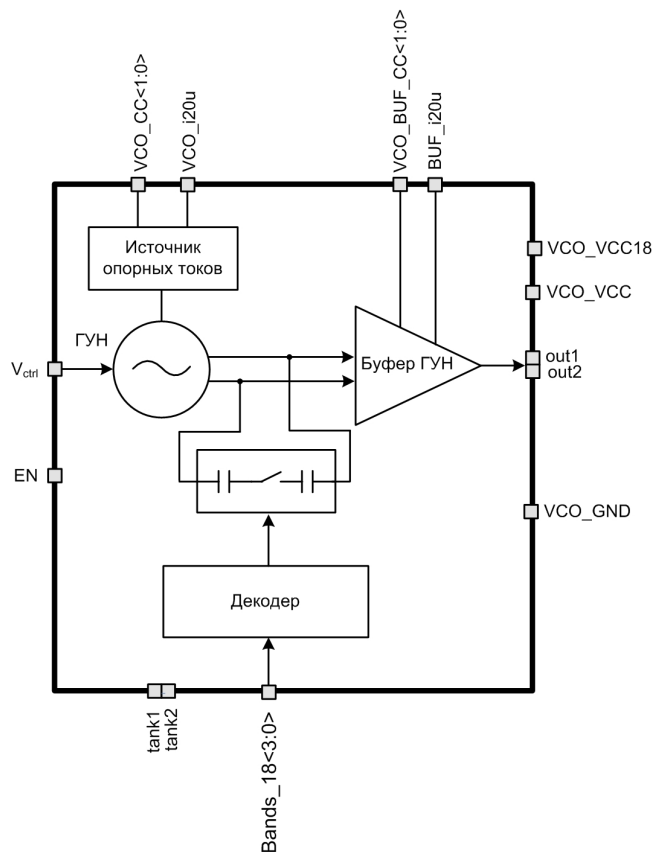 VCO_CC<1:0>
VCO_i20u
VCO_BUF_CC<1:0>
BUF_i20u
Источник
опорных токов
VCO_VCC18
VCO_VCC
ГУН
Vctrl
Буфер ГУН
out1
out2
EN
VCO_GND
Декодер
tank1
tank2
Bands_18<3:0>